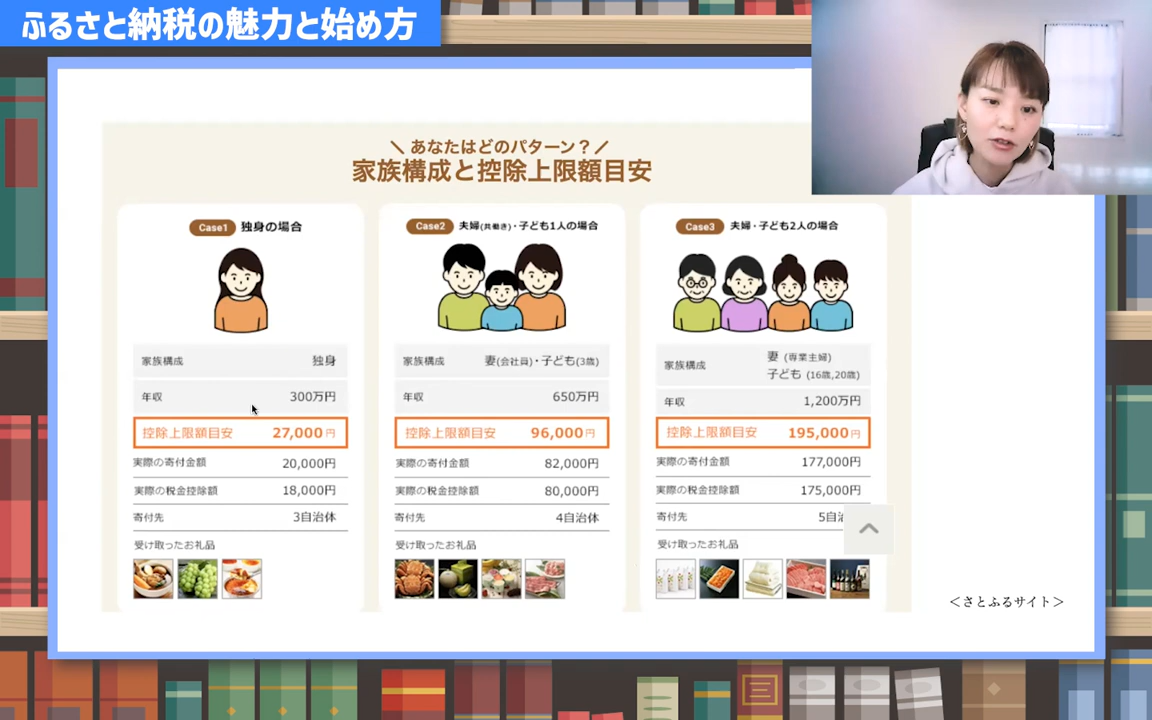 ふるさと納税の魅力と始め方
＼ あなたはどのパターン？ ／
家族構成と控除上限額目安
Case1 独身の場合
家族構成 独身
年収 300万円
控除上限額目安 27,000円
実際の寄付金額 20,000円
実際の税金控除額 18,000円
寄付先 3自治体
受け取ったお礼品
Case2 夫婦(共働き)・子ども1人の場合
家族構成 妻(会社員)・子ども(3歳)
年収 650万円
控除上限額目安 96,000円
実際の寄付金額 82,000円
実際の税金控除額 80,000円
寄付先 4自治体
受け取ったお礼品
Case3 夫婦・子ども2人の場合
家族構成 妻 (専業主婦)
子ども (16歳,20歳)
年収 1,200万円
控除上限額目安 195,000円
実際の寄付金額 177,000円
実際の税金控除額 175,000円
寄付先 5自
受け取ったお礼品
＜さとふるサイト＞